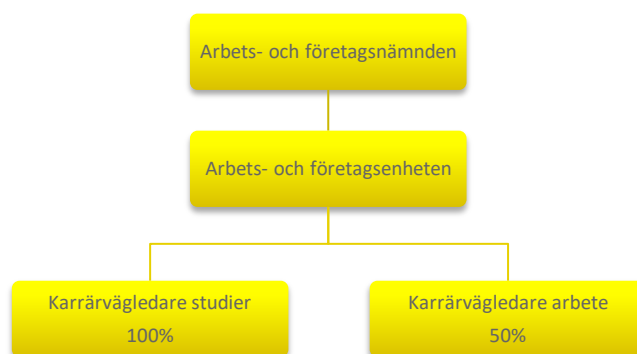 Arbets- och företagsnämnden
Arbets- och företagsenheten
Karrärvägledare studier
100%
Karrärvägledare arbete
50%